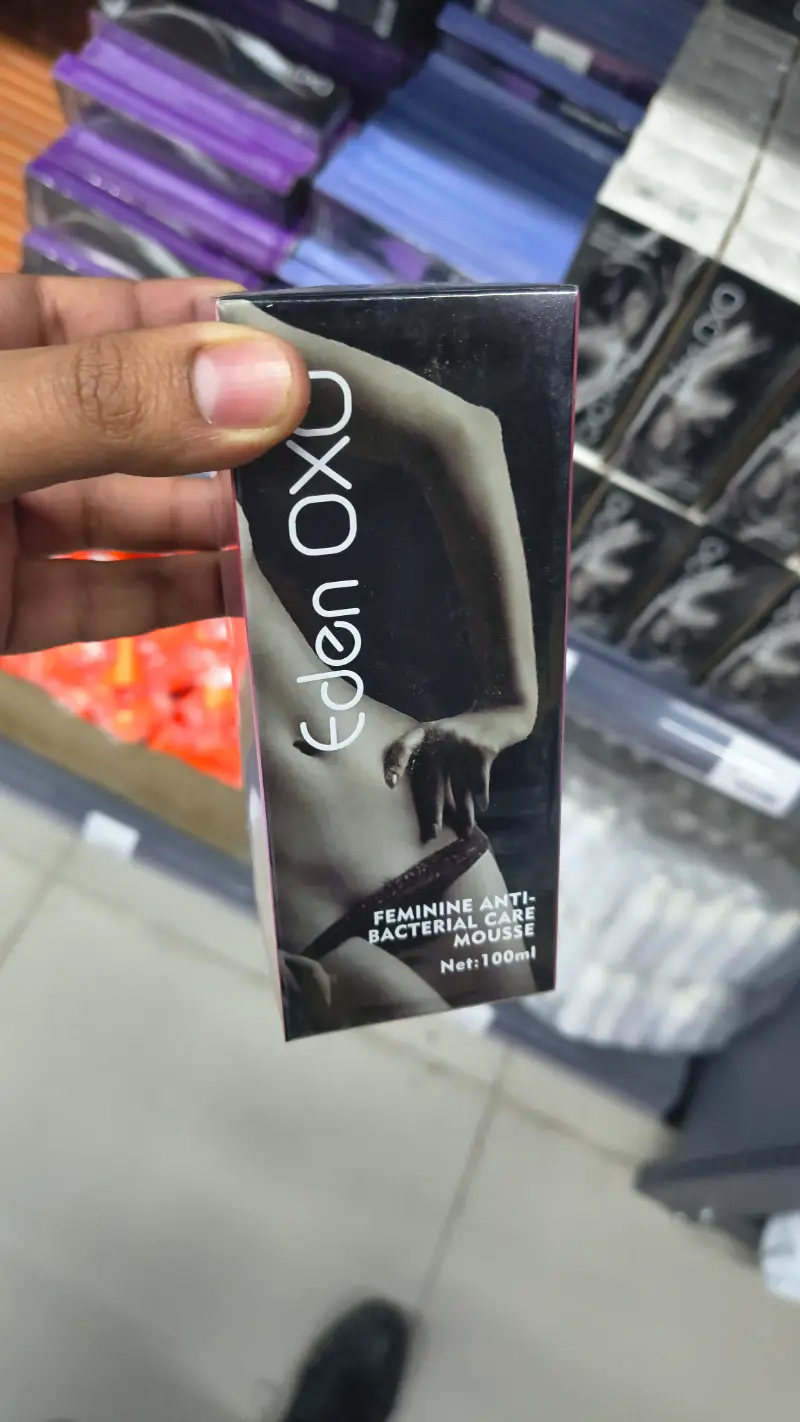 Eden OXO
FEMININE ANTI-
BACTERIAL CARE
MOUSSE
Net:100ml